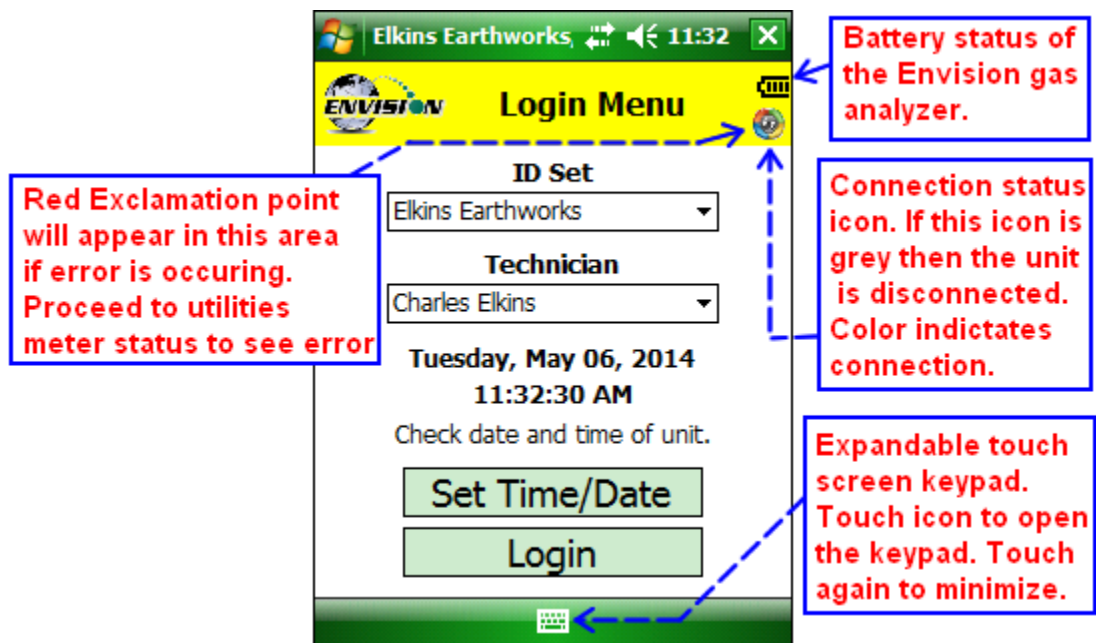 Elkins Earthworks, 11:32
ENVISION
Login Menu
Battery status of
the Envision gas
analyzer.
Red Exclamation point
will appear in this area
if error is occuring.
Proceed to utilities
meter status to see error
ID Set
Elkins Earthworks
Technician
Charles Elkins
Tuesday, May 06, 2014
11:32:30 AM
Check date and time of unit.
Set Time/Date
Login
Connection status
icon. If this icon is
grey then the unit
is disconnected.
Color indictates
connection.
Expandable touch
screen keypad.
Touch icon to open
the keypad. Touch
again to minimize.